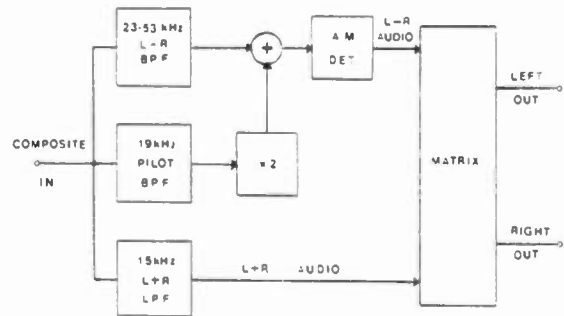 23-53 kHz
L-R
BPF
+
AM
DET.
L-R
AUDIO
LEFT
OUT
COMPOSITE
IN
19kHz
PILOT
BPF
×2
MATRIX
RIGHT
OUT
15kHz
L+R
LPF
L+R AUDIO